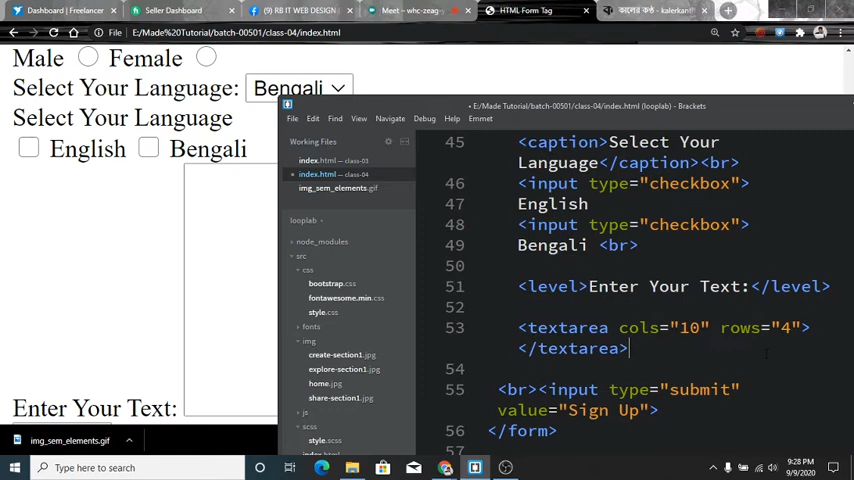 Dashboard | Freelancer
Seller Dashboard
(9) RB IT WEB DESIGN
Meet – whc-zeag-
HTML Form Tag
কালের কণ্ঠ - kalerkant
File | E:/Made%20Tutorial/batch-00501/class-04/index.html
Male Female
Select Your Language: Bengali
Select Your Language
English Bengali
Enter Your Text:
• E:/Made Tutorial/batch-00501/class-04/index.html (looplab) - Brackets
File Edit Find View Navigate Debug Help Emmet
Working Files
index.html — class-03
index.html — class-04
img_sem_elements.gif
looplab
node_modules
src
css
bootstrap.css
fontawesome.min.css
style.css
fonts
img
create-section1.jpg
explore-section1.jpg
home.jpg
share-section1.jpg
js
scss
style.scss
45 <caption>Select Your
Language</caption><br>
46 <input type="checkbox">
47 English
48 <input type="checkbox">
49 Bengali <br>
50
51 <level>Enter Your Text:</level>
52
53 <textarea cols="10" rows="4">
</textarea>
54
55 <br><input type="submit"
value="Sign Up">
56 </form>
57
img_sem_elements.gif
Type here to search
9:28 PM
9/9/2020